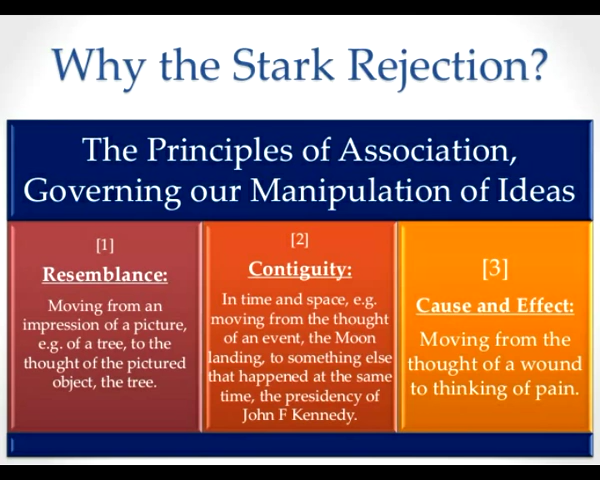 Why the Stark Rejection?
The Principles of Association,
Governing our Manipulation of Ideas
[1]
Resemblance:
Moving from an
impression of a picture,
e.g. of a tree, to the
thought of the pictured
object, the tree.
[2]
Contiguity:
In time and space, e.g.
moving from the thought
of an event, the Moon
landing, to something else
that happened at the same
time, the presidency of
John F Kennedy.
[3]
Cause and Effect:
Moving from the
thought of a wound
to thinking of pain.